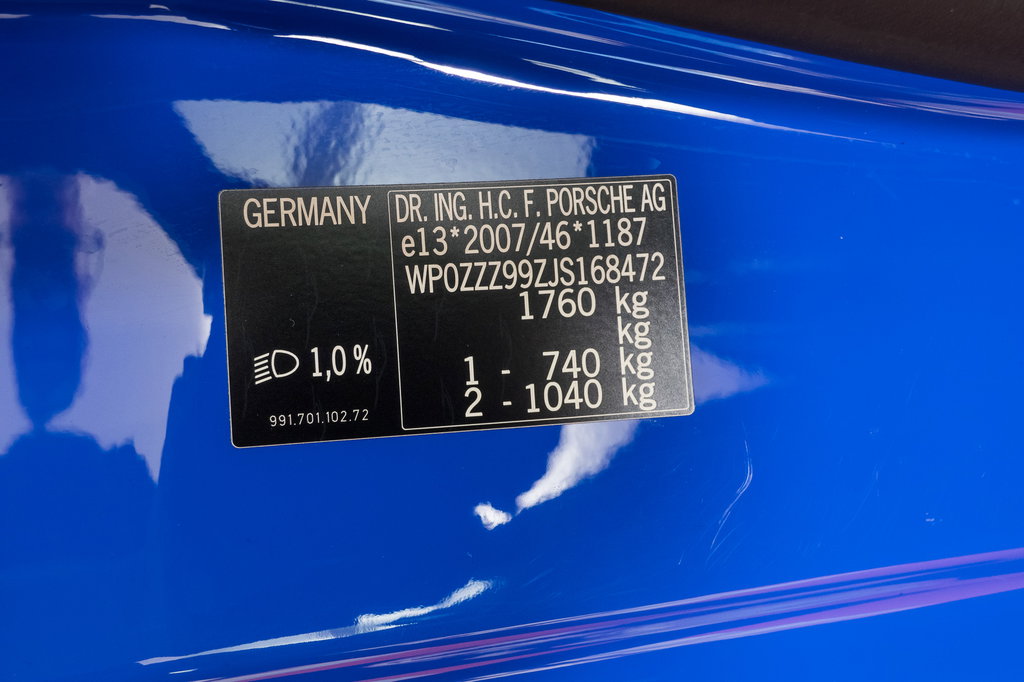 GERMANY
1,0 %
991.701.102.72
DR. ING. H.C. F. PORSCHE AG
e13*2007/46*1187
WP0ZZZ99ZJS168472
1760 kg
kg
1 - 740 kg
2 - 1040 kg